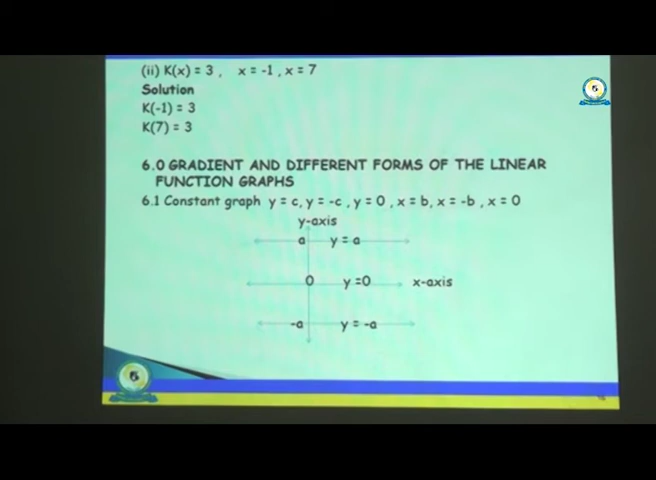 (ii) K(x) = 3 , x = -1 , x = 7
Solution
K(-1) = 3
K(7) = 3
6.0 GRADIENT AND DIFFERENT FORMS OF THE LINEAR
FUNCTION GRAPHS
6.1 Constant graph y = c, y = -c , y = 0 , x = b, x = -b , x = 0
y-axis
a y = a
0 y =0 x-axis
-a y = -a